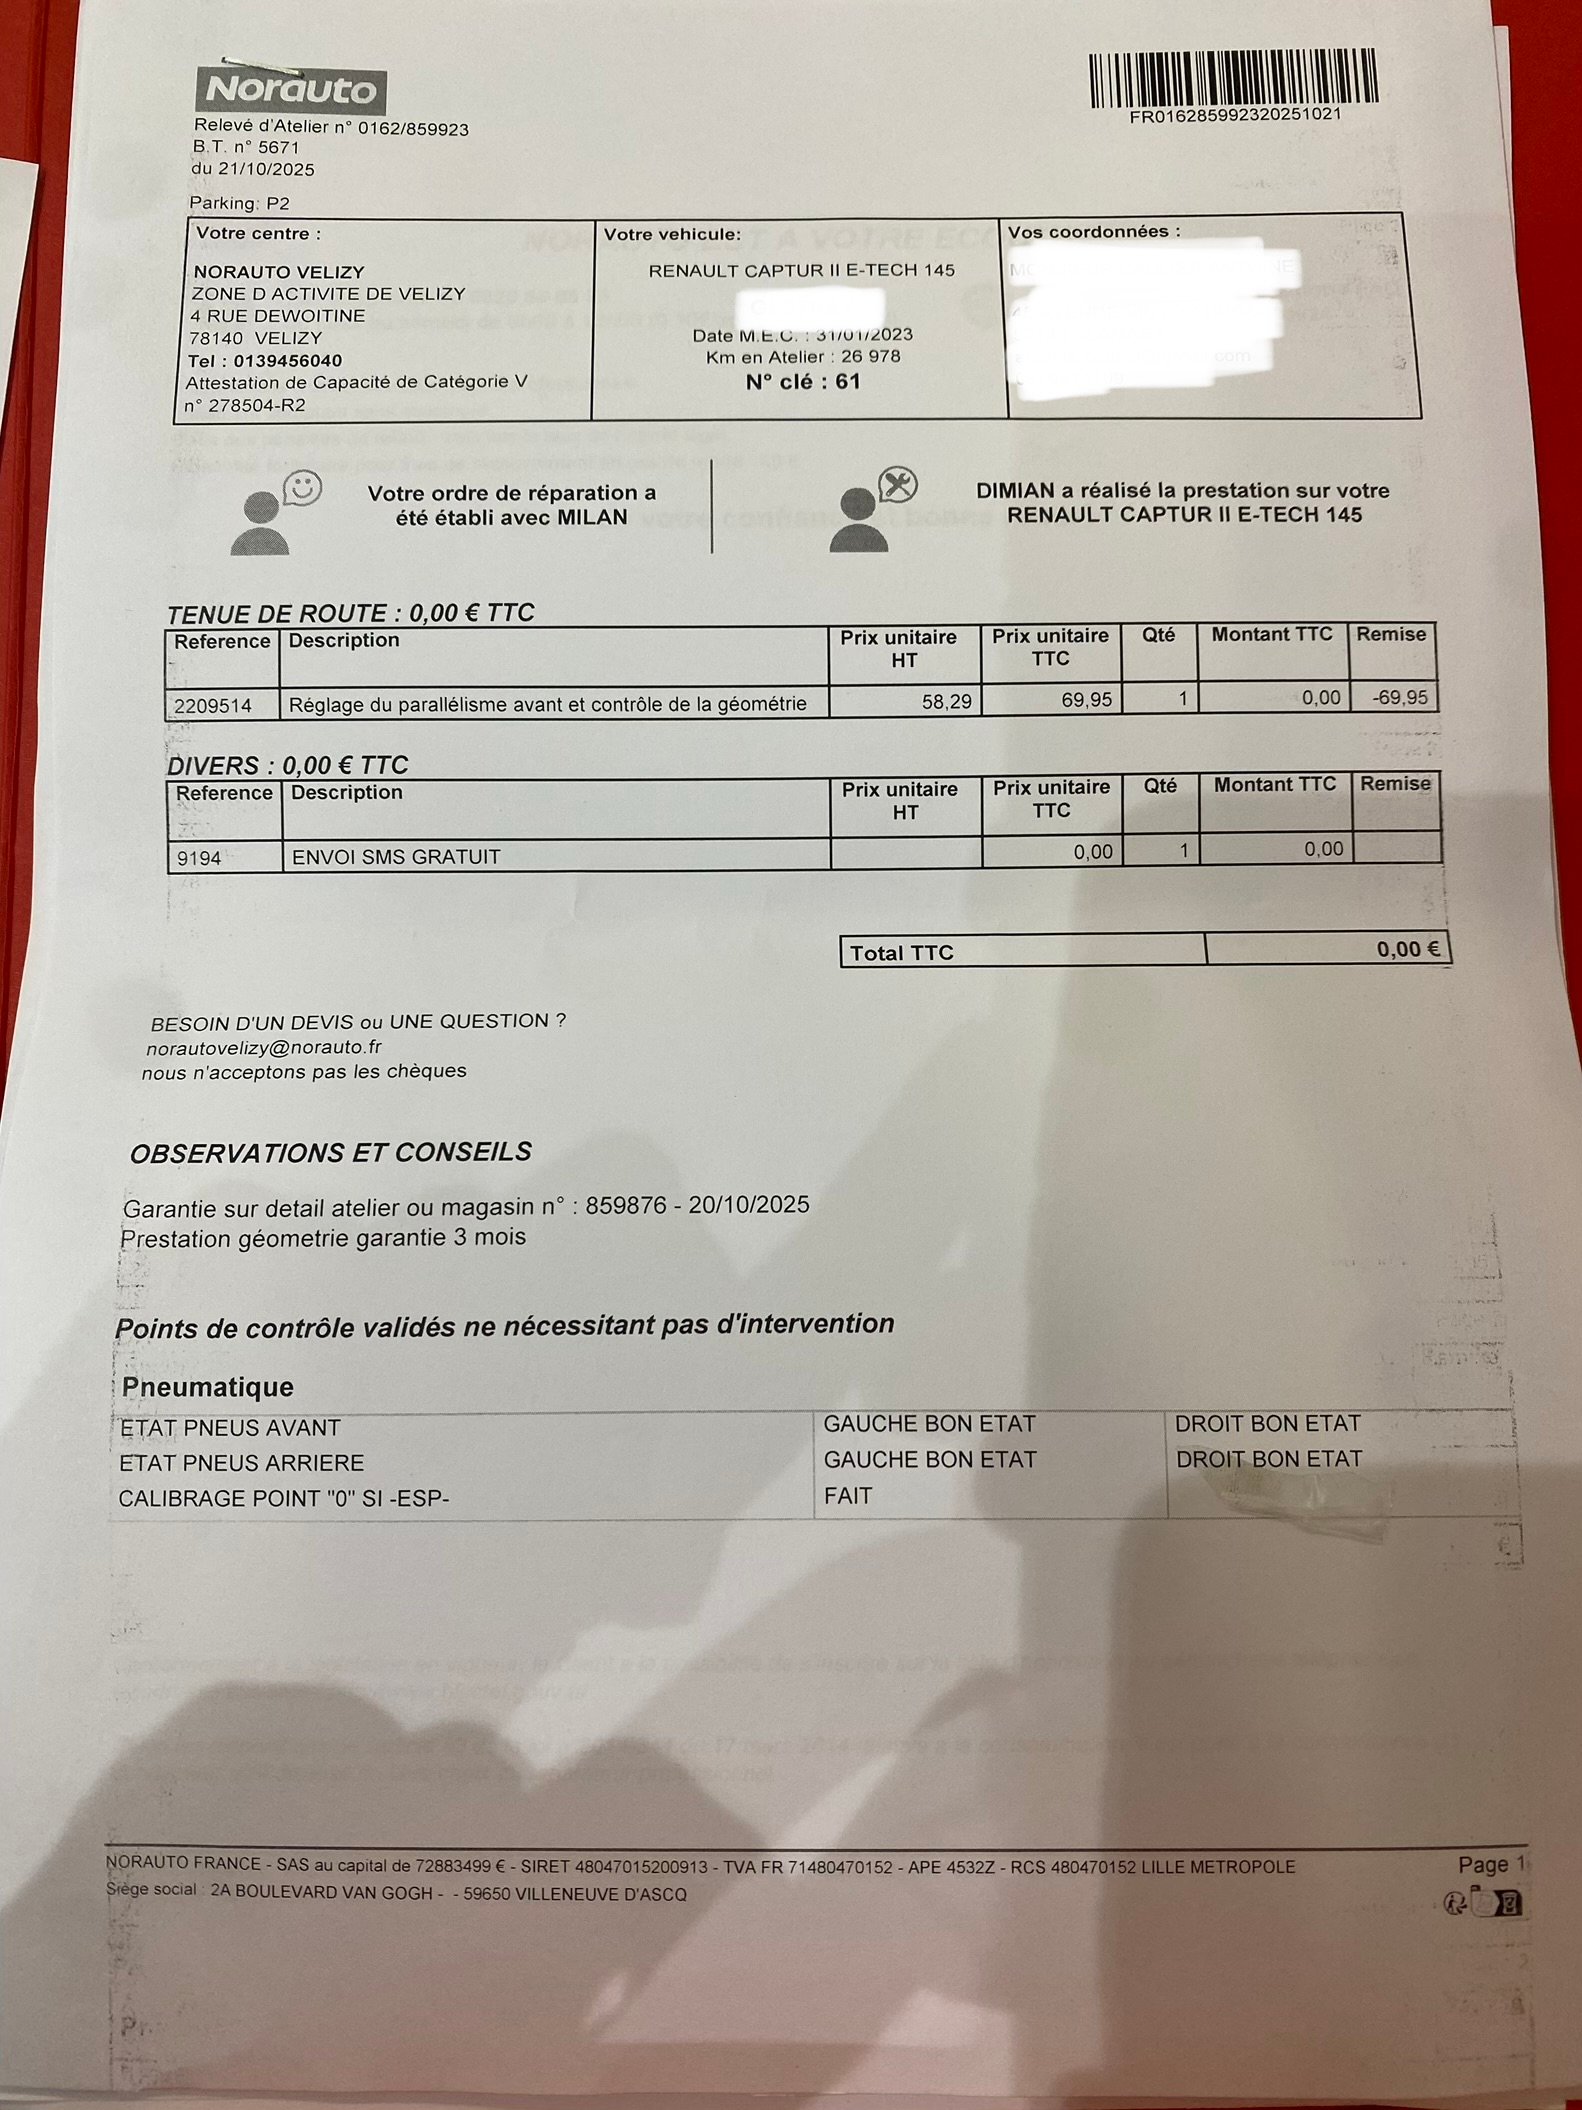 Norauto
Relevé d'Atelier n° 0162/859923
B.T. n° 5671
du 21/10/2025
FR016285992320251021
Parking: P2
Votre centre :
NORAUTO VELIZY
ZONE D ACTIVITE DE VELIZY
4 RUE DEWOITINE
78140 VELIZY
Tel : 0139456040
Attestation de Capacité de Catégorie V
n° 278504-R2
Votre vehicule:
RENAULT CAPTUR II E-TECH 145
Date M.E.C. : 31/01/2023
Km en Atelier : 26 978
N° clé : 61
Vos coordonnées :
Votre ordre de réparation a
été établi avec MILAN
DIMIAN a réalisé la prestation sur votre
RENAULT CAPTUR II E-TECH 145
TENUE DE ROUTE : 0,00 € TTC
Reference Description Prix unitaire HT Prix unitaire TTC Qté Montant TTC Remise
2209514 Réglage du parallélisme avant et contrôle de la géométrie 58,29 69,95 1 0,00 -69,95
DIVERS : 0,00 € TTC
Reference Description Prix unitaire HT Prix unitaire TTC Qté Montant TTC Remise
9194 ENVOI SMS GRATUIT 0,00 1 0,00
Total TTC 0,00 €
BESOIN D'UN DEVIS ou UNE QUESTION ?
norautovelizy@norauto.fr
nous n'acceptons pas les chèques
OBSERVATIONS ET CONSEILS
Garantie sur detail atelier ou magasin n° : 859876 - 20/10/2025
Prestation géometrie garantie 3 mois
Points de contrôle validés ne nécessitant pas d'intervention
Pneumatique
ETAT PNEUS AVANT GAUCHE BON ETAT DROIT BON ETAT
ETAT PNEUS ARRIERE GAUCHE BON ETAT DROIT BON ETAT
CALIBRAGE POINT "0" SI -ESP- FAIT
NORAUTO FRANCE - SAS au capital de 72883499 € - SIRET 48047015200913 - TVA FR 71480470152 - APE 4532Z - RCS 480470152 LILLE METROPOLE
Siège social : 2A BOULEVARD VAN GOGH - - 59650 VILLENEUVE D'ASCQ
Page 1